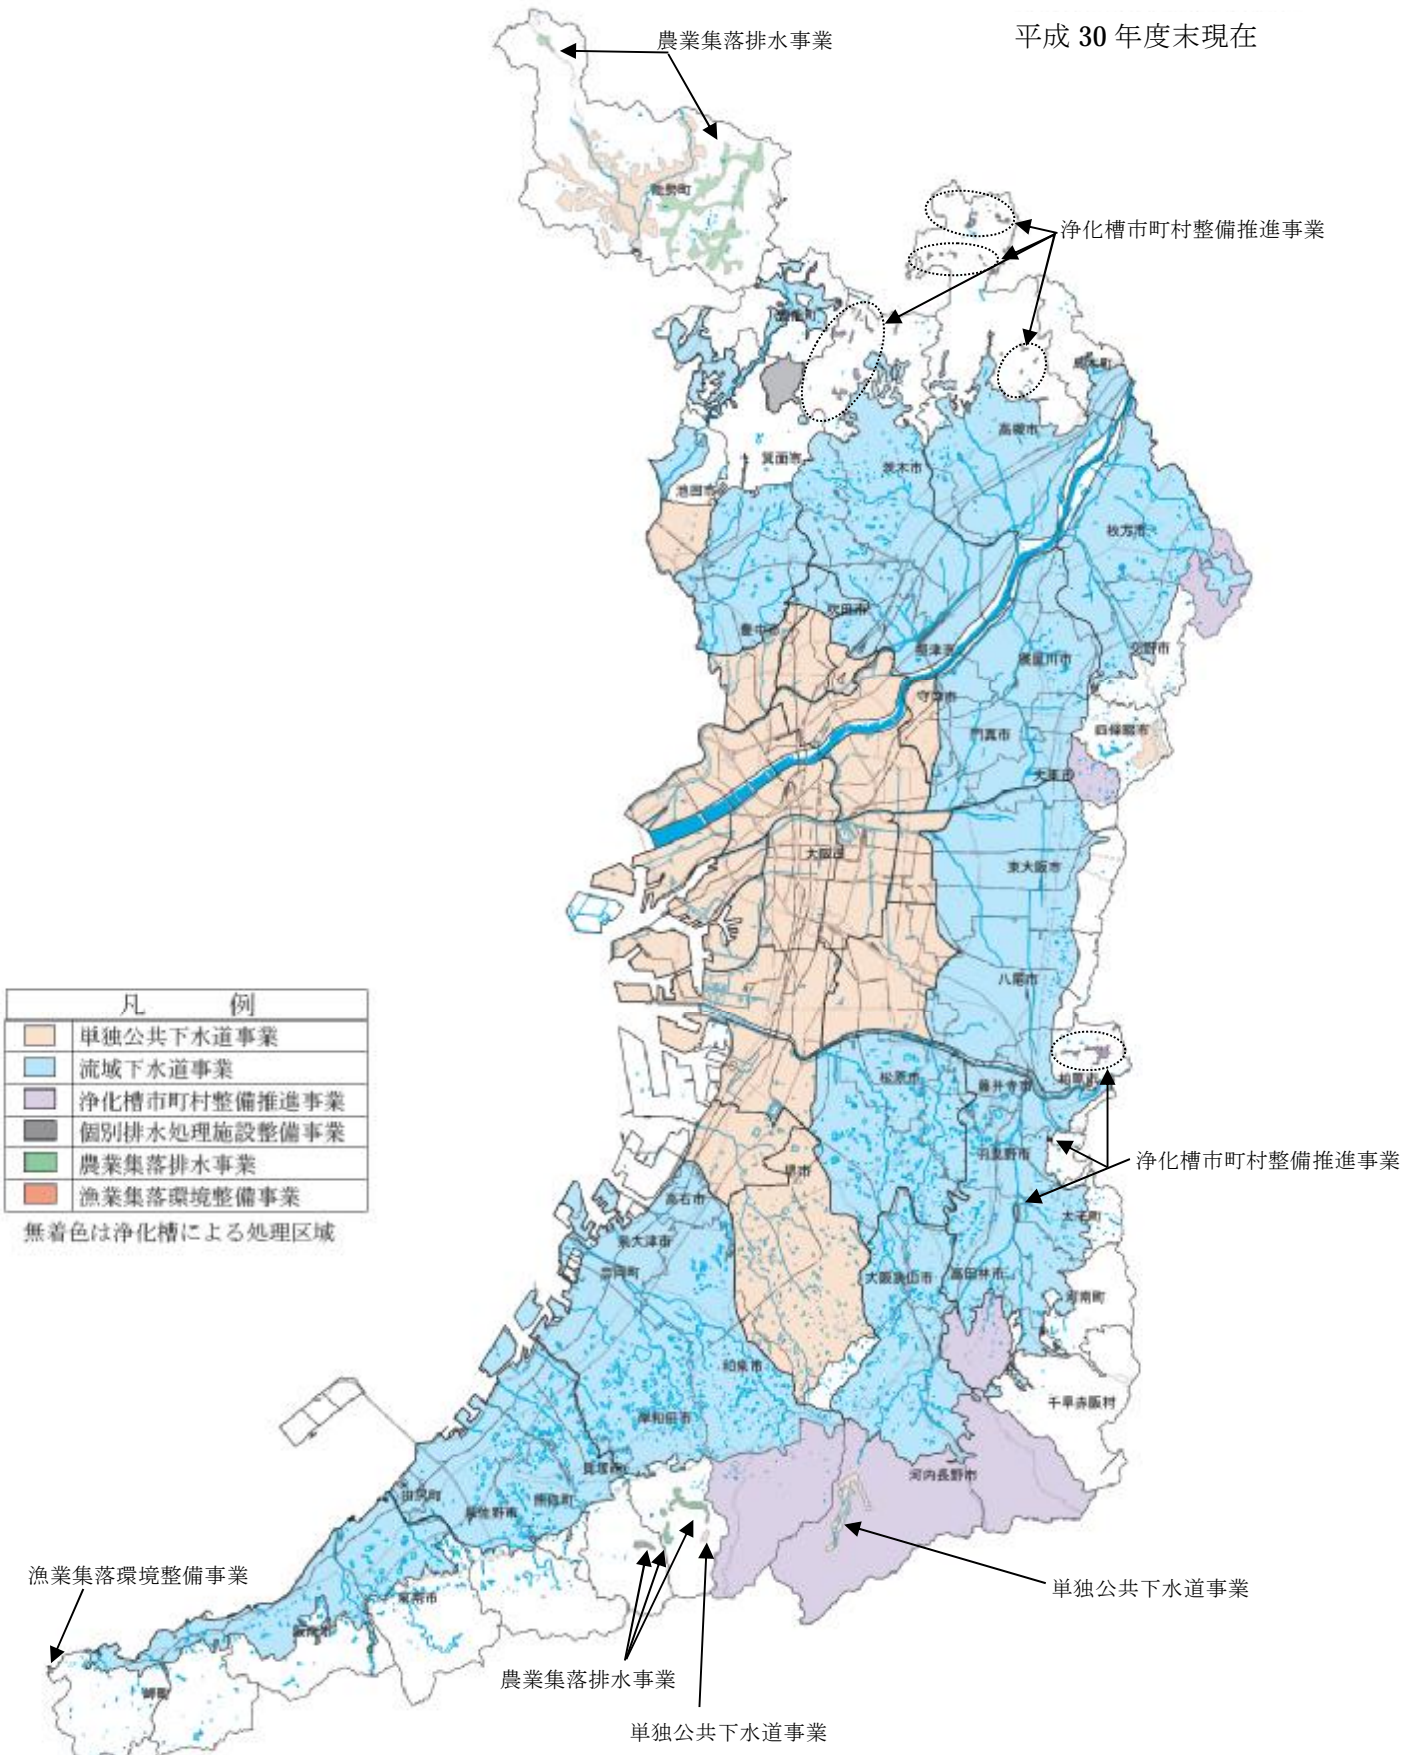 平成 30 年度末現在
農業集落排水事業
能勢町
浄化槽市町村整備推進事業
豊能町
島本町
高槻市
箕面市
茨木市
池田市
枚方市
吹田市
豊中市
摂津市
寝屋川市
交野市
守口市
門真市
四條畷市
大東市
大阪市
東大阪市
八尾市
凡 例
単独公共下水道事業
流域下水道事業
浄化槽市町村整備推進事業
個別排水処理施設整備事業
農業集落排水事業
漁業集落環境整備事業
無着色は浄化槽による処理区域
松原市
藤井寺市
柏原市
羽曳野市
浄化槽市町村整備推進事業
堺市
高石市
太子町
泉大津市
忠岡町
大阪狭山市
富田林市
河南町
和泉市
千早赤阪村
岸和田市
貝塚市
河内長野市
田尻町
泉佐野市
熊取町
単独公共下水道事業
漁業集落環境整備事業
泉南市
阪南市
農業集落排水事業
岬町
単独公共下水道事業